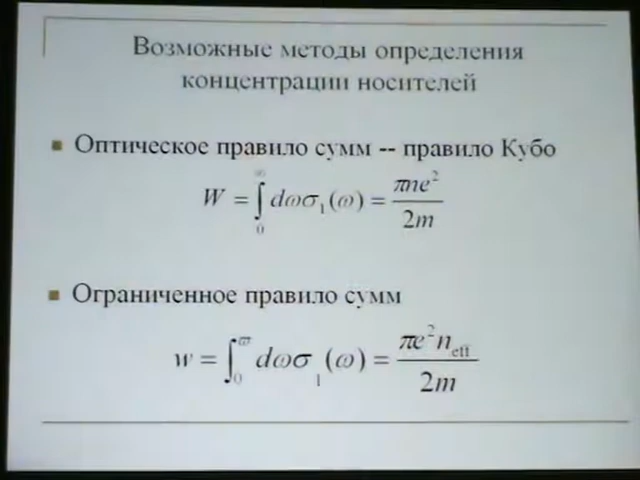 Возможные методы определения
концентрации носителей
Оптическое правило сумм -- правило Кубо
W = ∫₀^∞ dωσ₁(ω) = πne² / 2m
Ограниченное правило сумм
w = ∫₀^ϖ dωσ₁(ω) = πe²n_eff / 2m